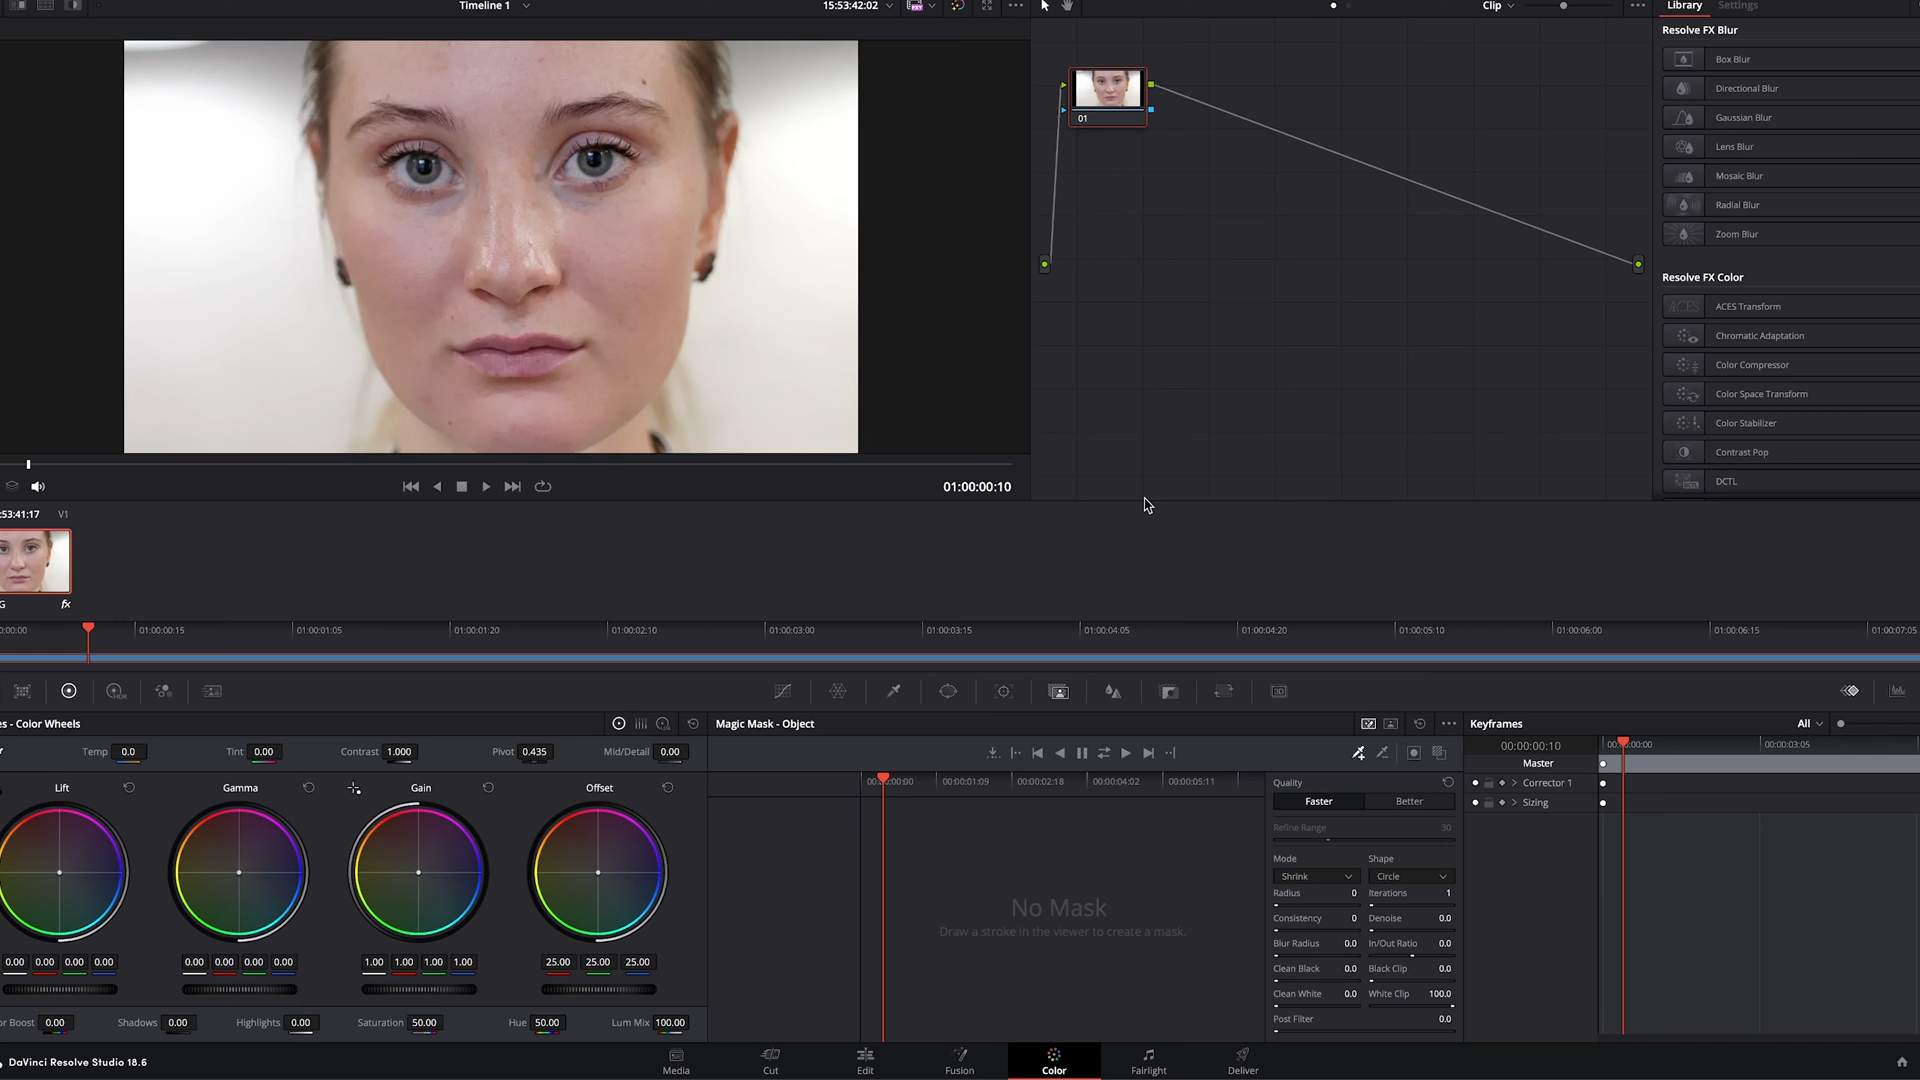 Timeline 1
15:53:42:02
Clip
Library
Settings
Resolve FX Blur
Box Blur
Directional Blur
Gaussian Blur
Lens Blur
Mosaic Blur
Radial Blur
Zoom Blur
Resolve FX Color
ACES Transform
Chromatic Adaptation
Color Compressor
Color Space Transform
Color Stabilizer
Contrast Pop
DCTL
01
01:00:00:10
:53:41:17 V1
G fx
0:00:00 01:00:00:15 01:00:01:05 01:00:01:20 01:00:02:10 01:00:03:00 01:00:03:15 01:00:04:05 01:00:04:20 01:00:05:10 01:00:06:00 01:00:06:15 01:00:07:05
HDR 3D
es - Color Wheels
Temp 0.0 Tint 0.00 Contrast 1.000 Pivot 0.435 Mid/Detail 0.00
Lift Gamma Gain Offset
0.00 0.00 0.00 0.00 0.00 0.00 0.00 0.00 1.00 1.00 1.00 1.00 25.00 25.00 25.00
or Boost 0.00 Shadows 0.00 Highlights 0.00 Saturation 50.00 Hue 50.00 Lum Mix 100.00
Magic Mask - Object
00:00:01:09 00:00:02:18 00:00:04:02 00:00:05:11
No Mask
Draw a stroke in the viewer to create a mask.
Quality
Faster Better
Refine Range 30
Mode Shape
Shrink Circle
Radius 0 Iterations 1
Consistency 0 Denoise 0.0
Blur Radius 0.0 In/Out Ratio 0.0
Clean Black 0.0 Black Clip 0.0
Clean White 0.0 White Clip 100.0
Post Filter 0.0
Keyframes All
00:00:00:10 00:00:03:05
Master
Corrector 1
Sizing
DaVinci Resolve Studio 18.6
Media Cut Edit Fusion Color Fairlight Deliver